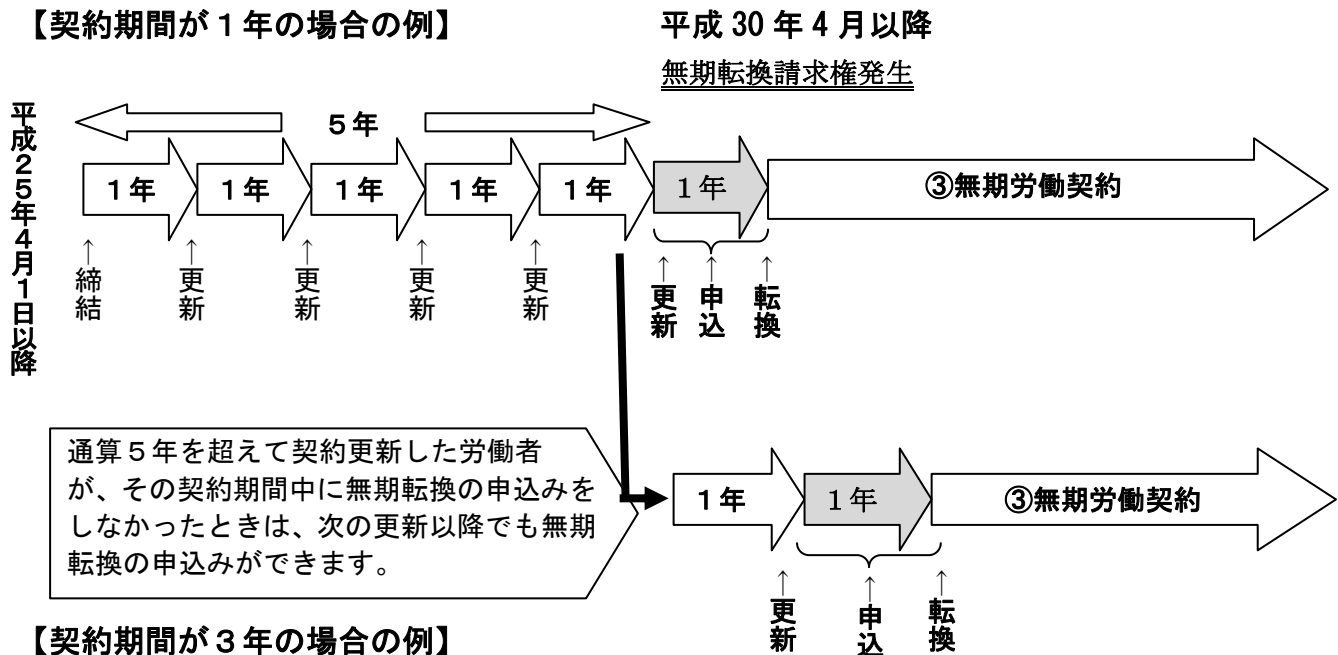 【契約期間が1年の場合の例】
平成30年4月以降
無期転換請求権発生
平成25年4月1日以降
5年
1年
1年
1年
1年
1年
1年
③無期労働契約
↑締結
↑更新
↑更新
↑更新
↑更新
↑更新
↑申込
↑転換
通算5年を超えて契約更新した労働者
が、その契約期間中に無期転換の申込みを
しなかったときは、次の更新以降でも無期
転換の申込みができます。
1年
1年
③無期労働契約
↑更新
↑申込
↑転換
【契約期間が3年の場合の例】